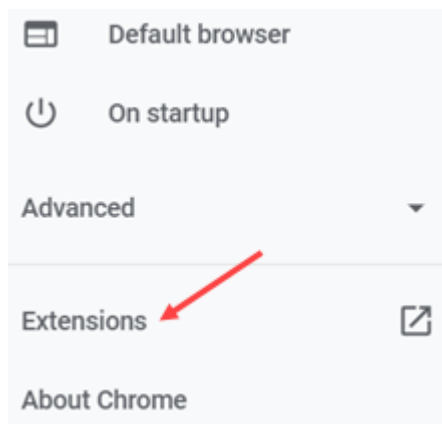 Default browser
On startup
Advanced
Extensions
About Chrome